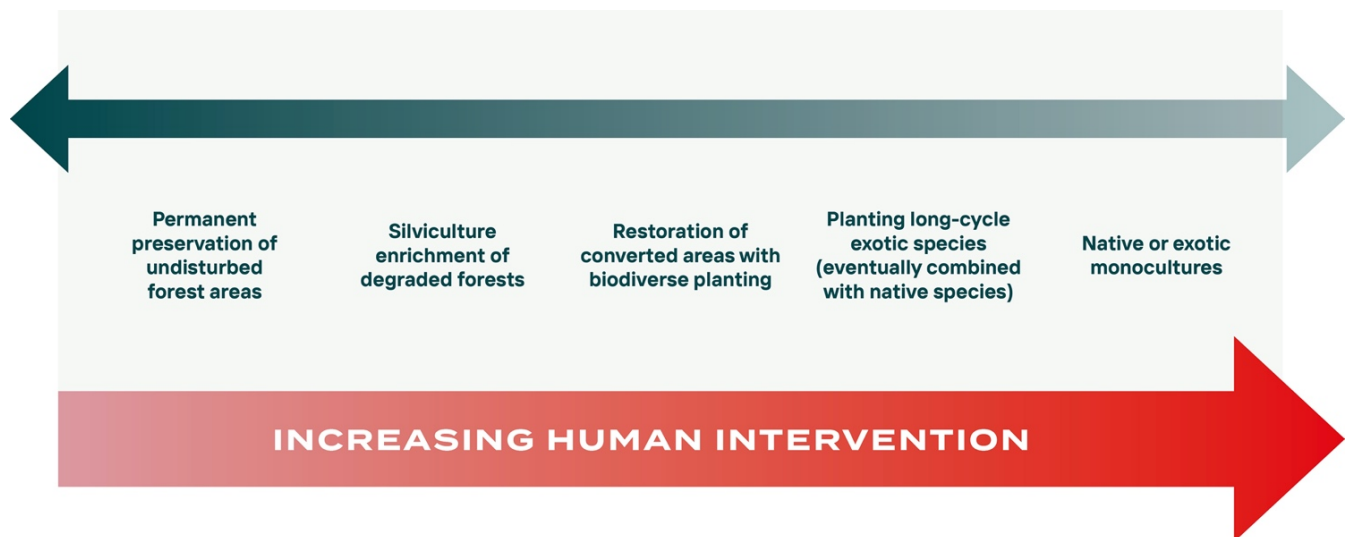 Permanent
preservation of
undisturbed
forest areas
Silviculture
enrichment of
degraded forests
Restoration of
converted areas with
biodiverse planting
Planting long-cycle
exotic species
(eventually combined
with native species)
Native or exotic
monocultures
INCREASING HUMAN INTERVENTION